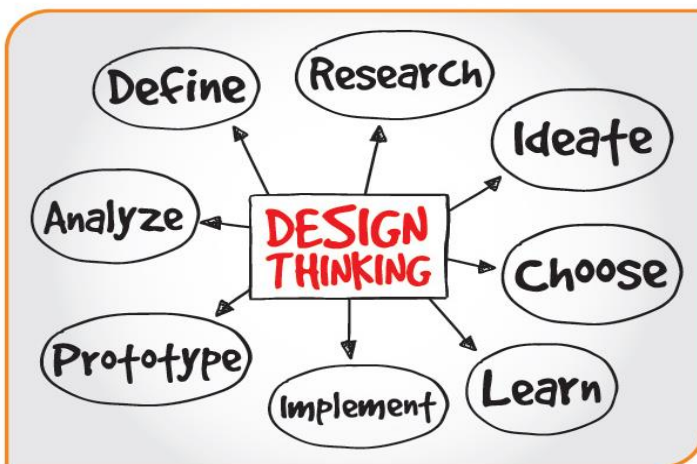 Define
Research
Ideate
Analyze
DESIGN
THINKING
Choose
Prototype
Implement
Learn